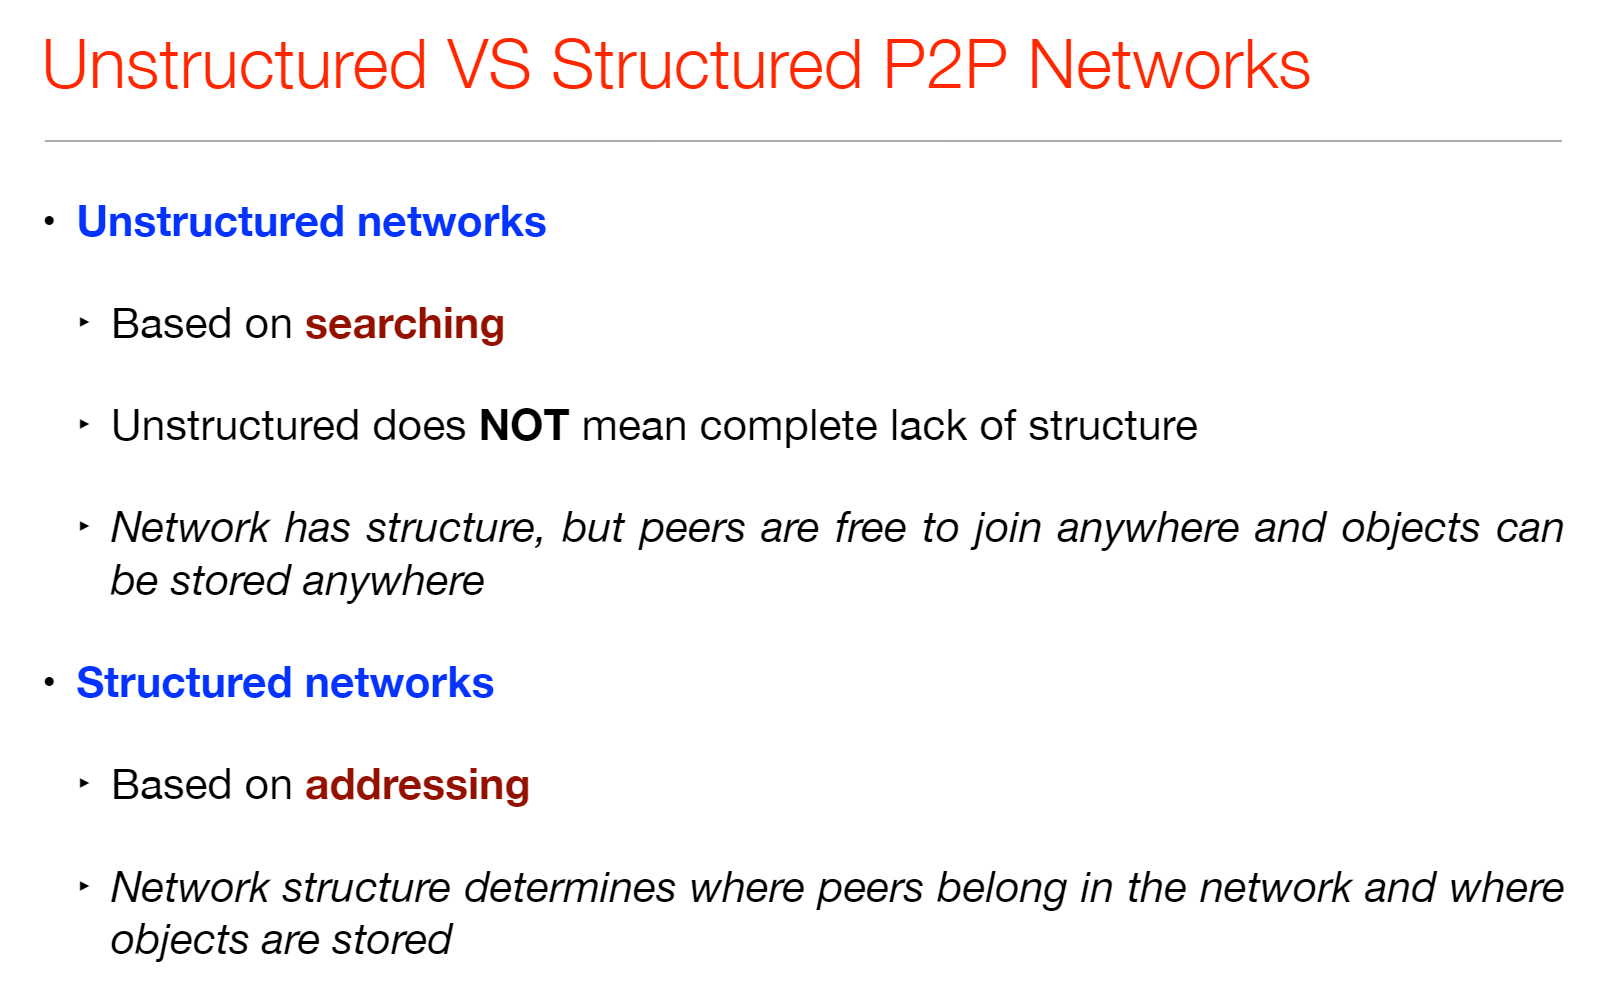 Unstructured VS Structured P2P Networks
• Unstructured networks
‣ Based on searching
‣ Unstructured does NOT mean complete lack of structure
‣ Network has structure, but peers are free to join anywhere and objects can
be stored anywhere
• Structured networks
‣ Based on addressing
‣ Network structure determines where peers belong in the network and where
objects are stored